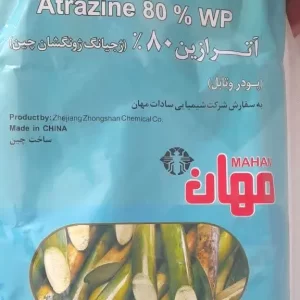 Atrazine 80 % WP
آترازین ۸۰٪ (ژجیانگ ژونگشان چین)
(پودر وتابل)
به سفارش شرکت شیمیایی سادات مهان
Product by: Zhejiang Zhongshan Chemical Co.
Made in CHINA
ساخت چین
MAHAN
مهان